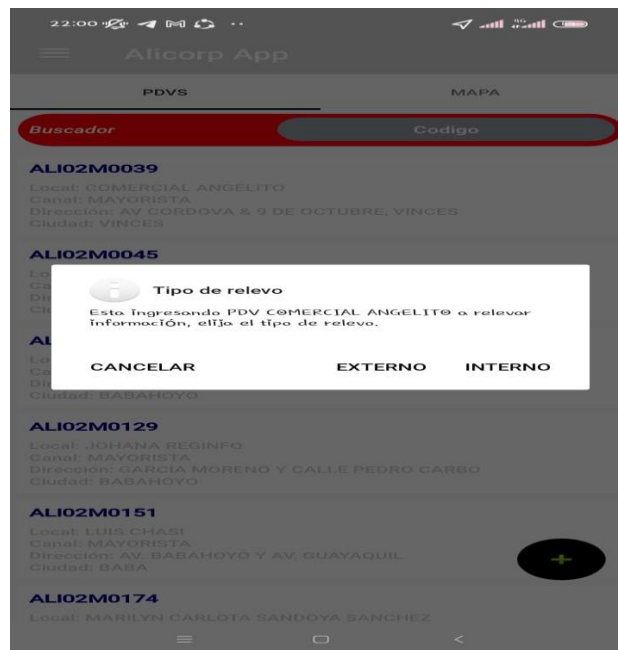 22:00
Alicorp App
PDVS
MAPA
Buscador
Codigo
ALI02M0039
Local: COMERCIAL ANGELITO
Canal: MAYORISTA
Dirección: AV CORDOVA & 9 DE OCTUBRE, VINCES
Ciudad: VINCES
ALI02M0045
Tipo de relevo
Esta ingresando PDV COMERCIAL ANGELITO a relevar
información, elija el tipo de relevo.
CANCELAR
EXTERNO
INTERNO
Ciudad: BABAHOYO
ALI02M0129
Local: JOHANA REGINFO
Canal: MAYORISTA
Dirección: GARCIA MORENO Y CALLE PEDRO CARBO
Ciudad: BABAHOYO
ALI02M0151
Local: LUIS CHASI
Canal: MAYORISTA
Dirección: AV. BABAHOYO Y AV. GUAYAQUIL
Ciudad: BABA
ALI02M0174
Local: MARILYN CARLOTA SANDOYA SANCHEZ